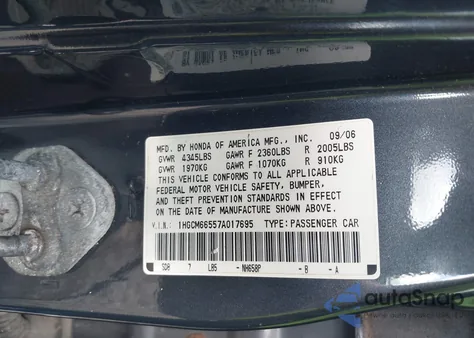 MFD. BY HONDA OF AMERICA MFG., INC. 09/06
GVWR 4345LBS GAWR F 2360LBS R 2005LBS
GVWR 1970KG GAWR F 1070KG R 910KG
THIS VEHICLE CONFORMS TO ALL APPLICABLE
FEDERAL MOTOR VEHICLE SAFETY, BUMPER,
AND THEFT PREVENTION STANDARDS IN EFFECT
ON THE DATE OF MANUFACTURE SHOWN ABOVE.
V.I.N.: 1HGCM66557A017695 TYPE: PASSENGER CAR
SDB 7 LB5 - NH658P - B - A
autoSnap